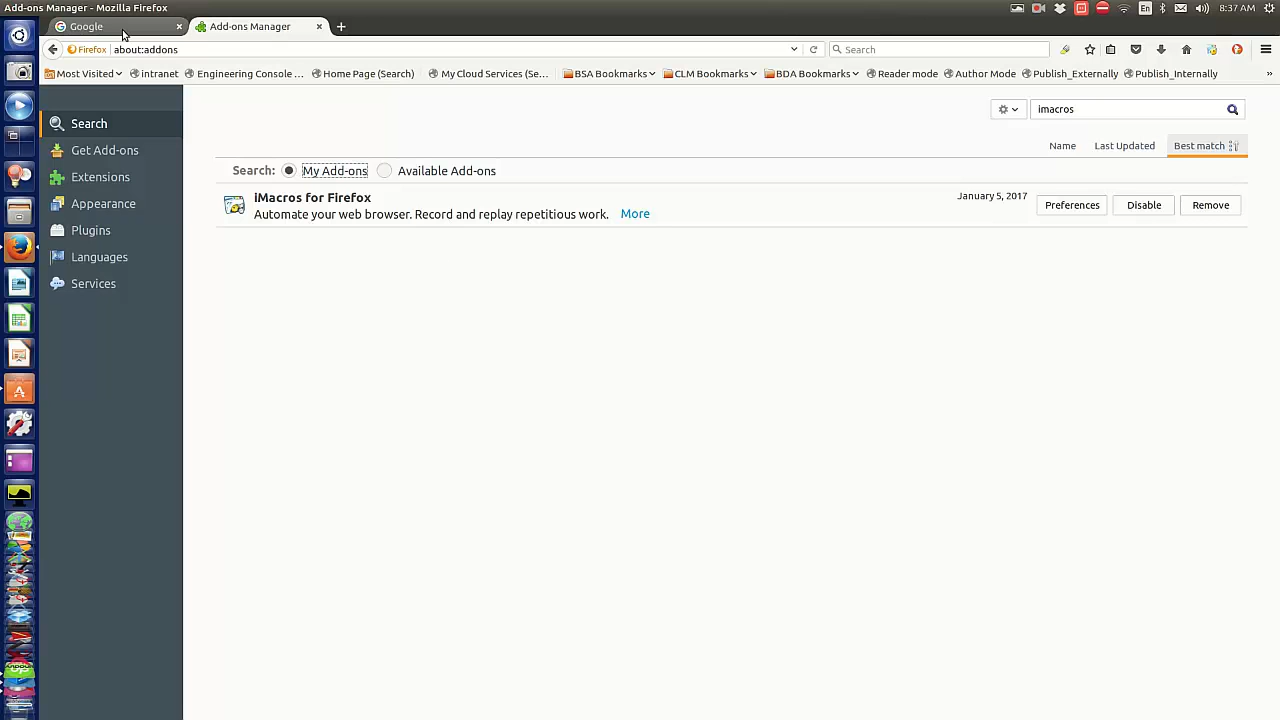 Add-ons Manager - Mozilla Firefox
En
8:37 AM
Google
Add-ons Manager
Firefox
about:addons
Search
Most Visited
intranet
Engineering Console ...
Home Page (Search)
My Cloud Services (Se...
BSA Bookmarks
CLM Bookmarks
BDA Bookmarks
Reader mode
Author Mode
Publish_Externally
Publish_Internally
»
imacros
Search
Get Add-ons
Extensions
Appearance
Plugins
Languages
Services
Name
Last Updated
Best match
Search:
My Add-ons
Available Add-ons
iMacros for Firefox
January 5, 2017
Automate your web browser. Record and replay repetitious work.
More
Preferences
Disable
Remove